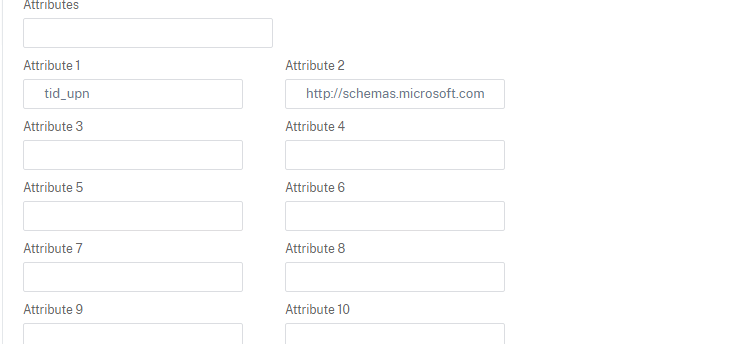 Attributes
Attribute 1
Attribute 2
tid_upn
http://schemas.microsoft.com
Attribute 3
Attribute 4
Attribute 5
Attribute 6
Attribute 7
Attribute 8
Attribute 9
Attribute 10